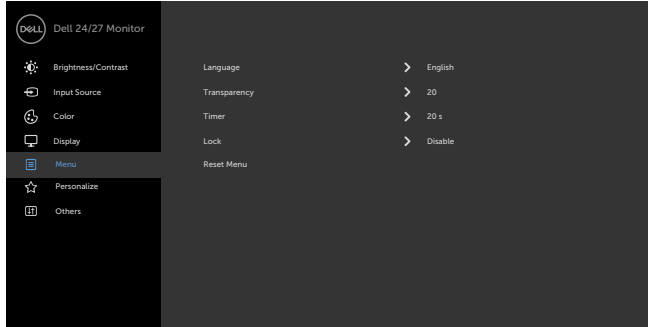 DELL Dell 24/27 Monitor
Brightness/Contrast
Input Source
Color
Display
Menu
Personalize
Others
Language English
Transparency 20
Timer 20 s
Lock Disable
Reset Menu